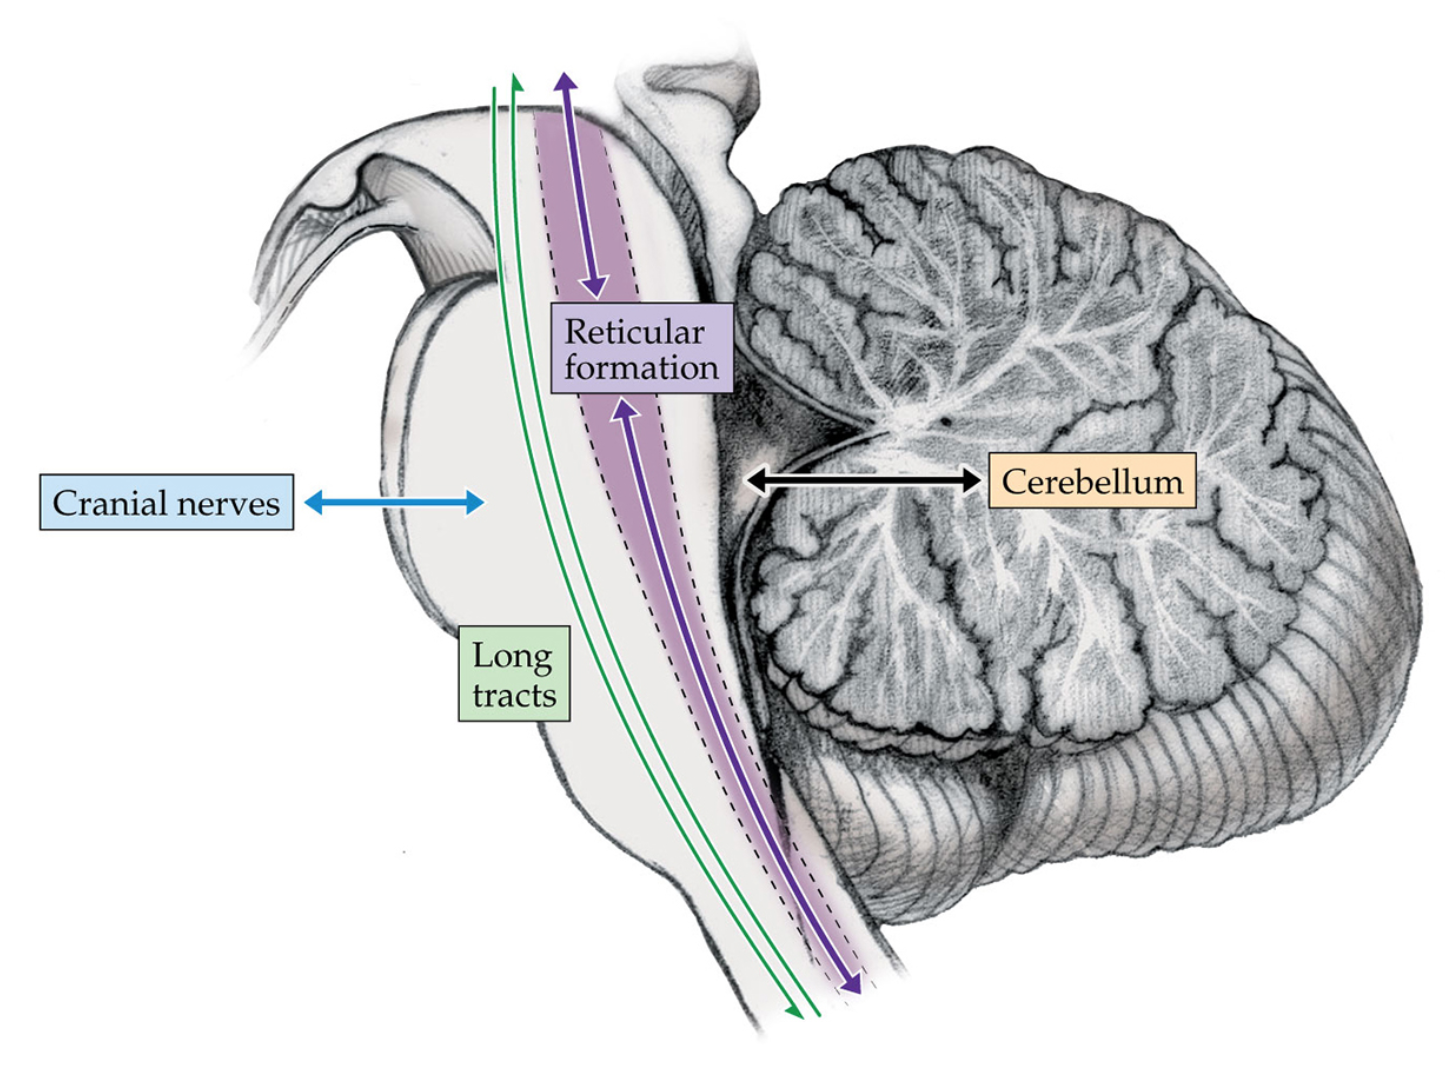 Reticular
formation
Cranial nerves
Cerebellum
Long
tracts